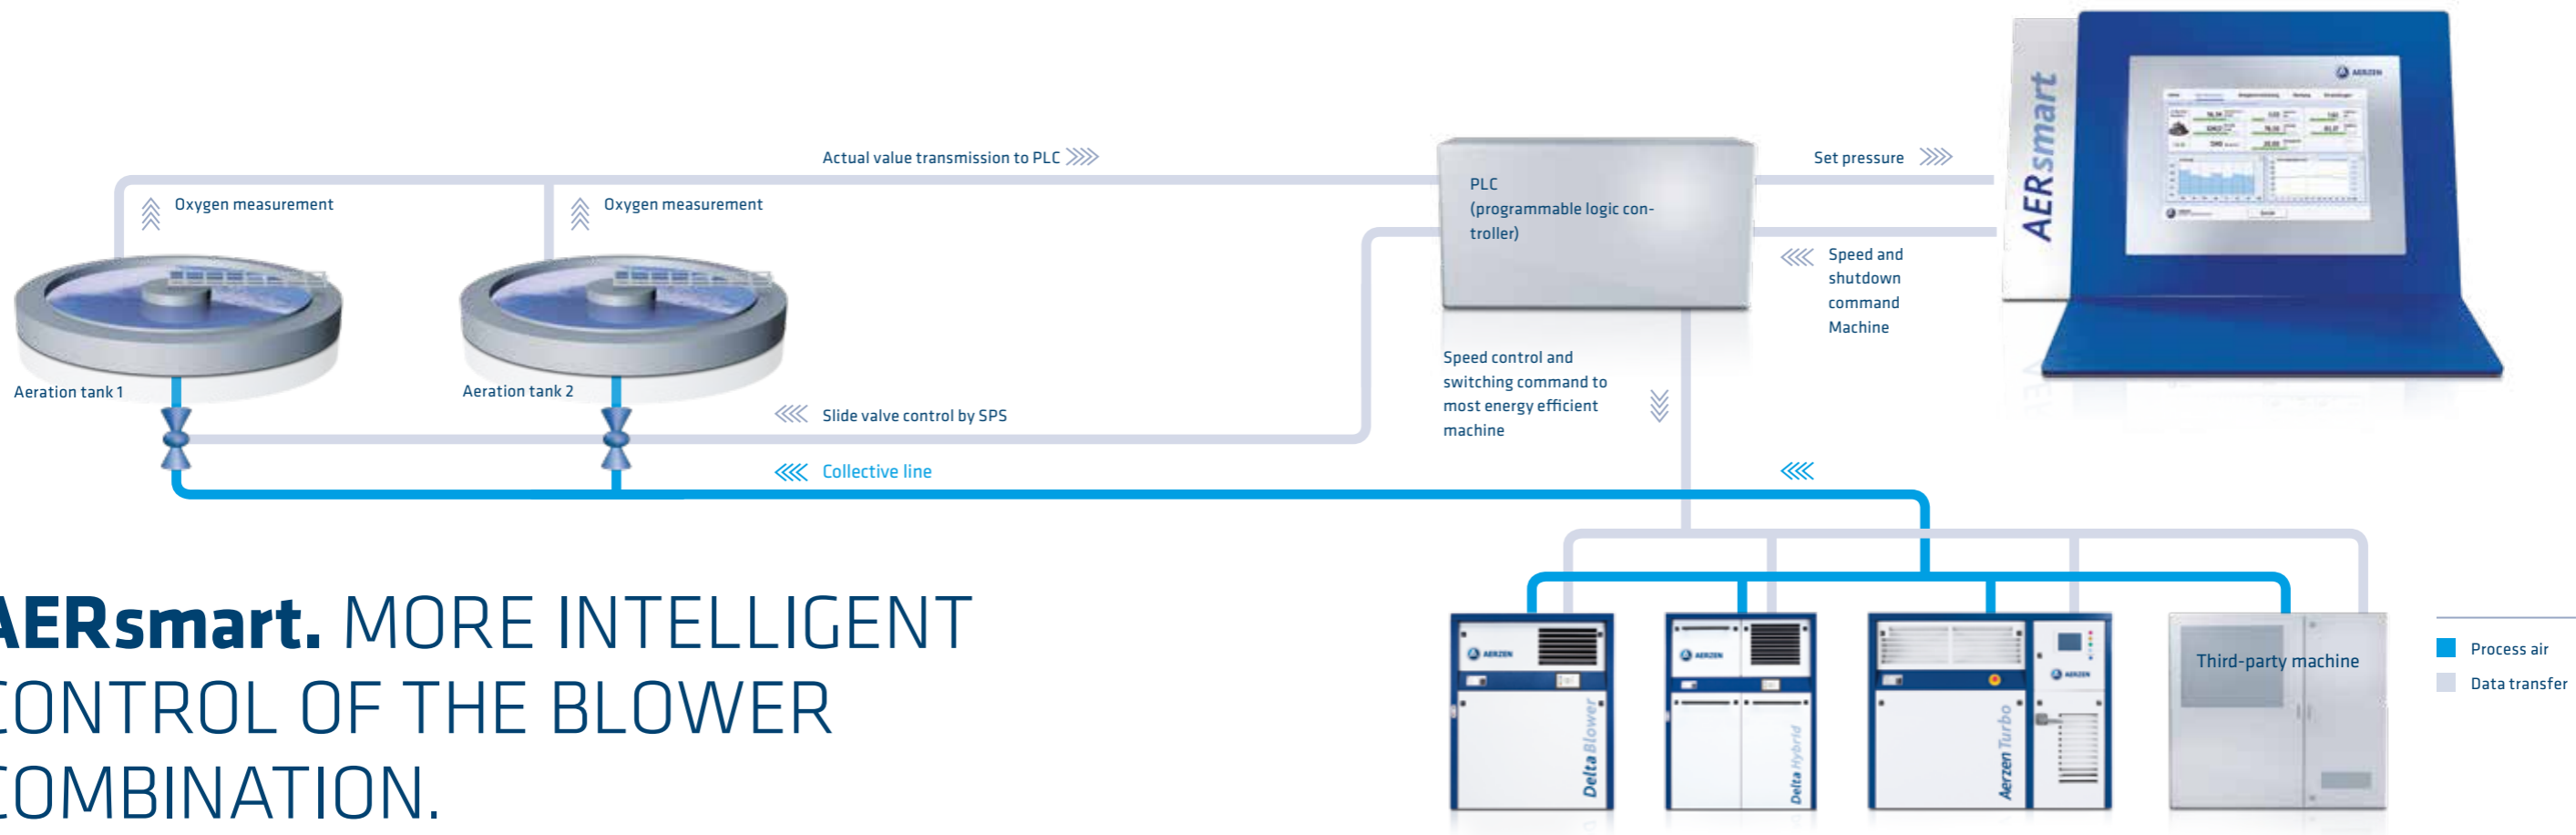 Actual value transmission to PLC
Oxygen measurement
Oxygen measurement
Aeration tank 1
Aeration tank 2
Slide valve control by SPS
Collective line
PLC
(programmable logic con-
troller)
Set pressure
Speed and
shutdown
command
Machine
Speed control and
switching command to
most energy efficient
machine
AERsmart
AERZEN
AERsmart. MORE INTELLIGENT
CONTROL OF THE BLOWER
COMBINATION.
AERZEN
Delta Blower
AERZEN
Delta Hybrid
AERZEN
Aerzen Turbo
Third-party machine
Process air
Data transfer